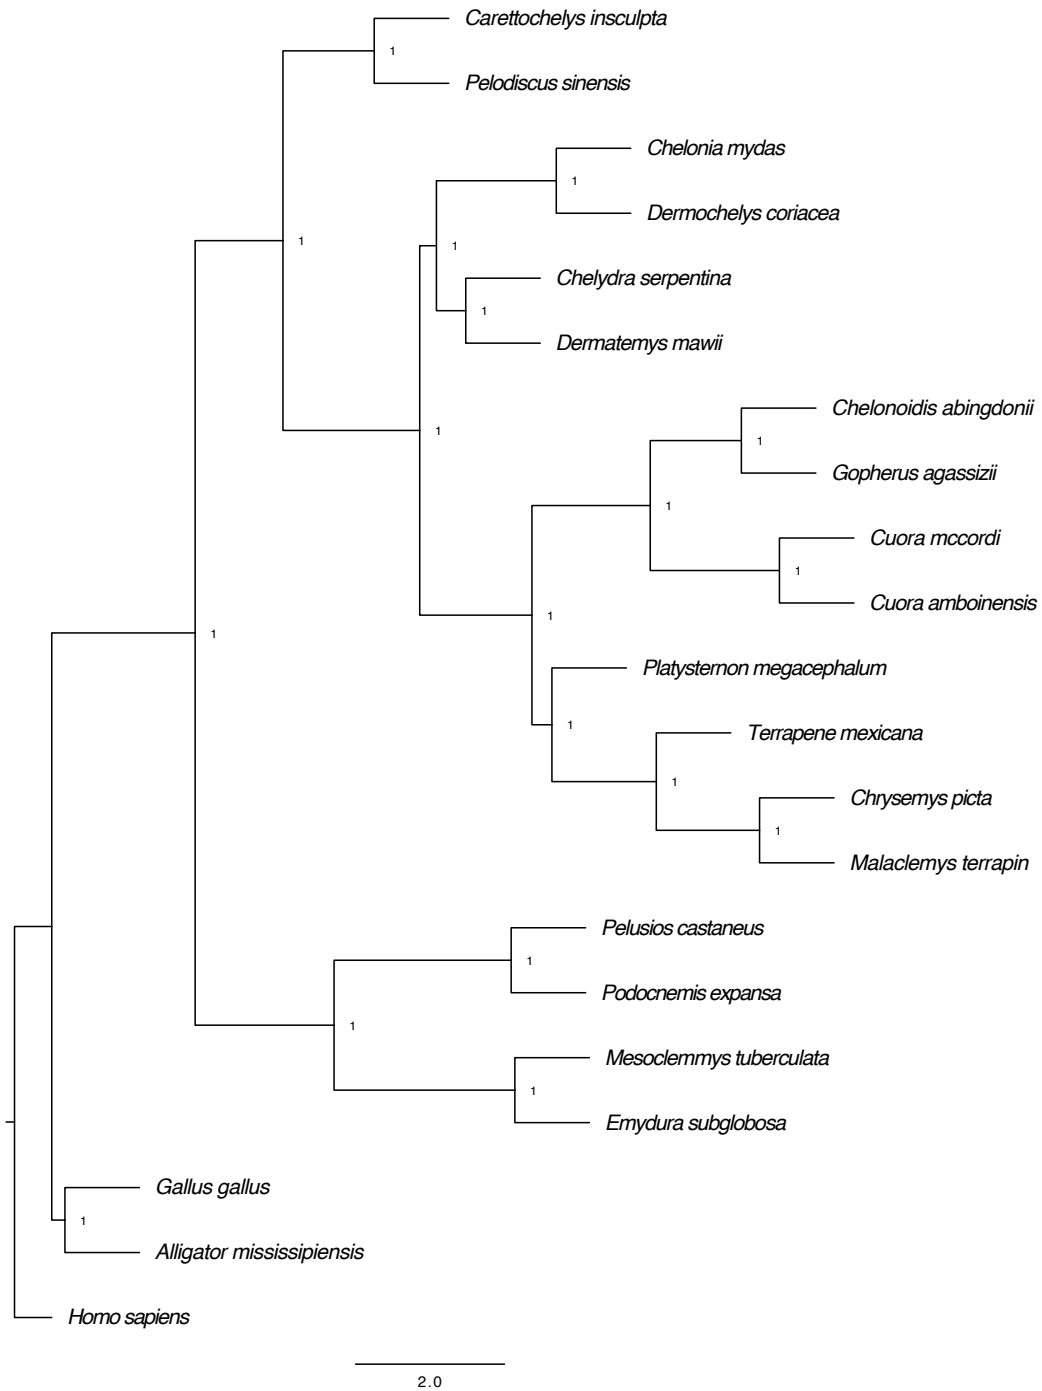 Carettochelys insculpta
1
Pelodiscus sinensis
Chelonia mydas
1
Dermochelys coriacea
1
1
Chelydra serpentina
1
Dermatemys mawii
Chelonoidis abingdonii
1
1
Gopherus agassizii
1
Cuora mccordi
1
Cuora amboinensis
1
1
Platysternon megacephalum
1
Terrapene mexicana
1
Chrysemys picta
1
Malaclemys terrapin
Pelusios castaneus
1
Podocnemis expansa
1
Mesoclemmys tuberculata
1
Emydura subglobosa
Gallus gallus
1
Alligator mississipiensis
Homo sapiens
2.0